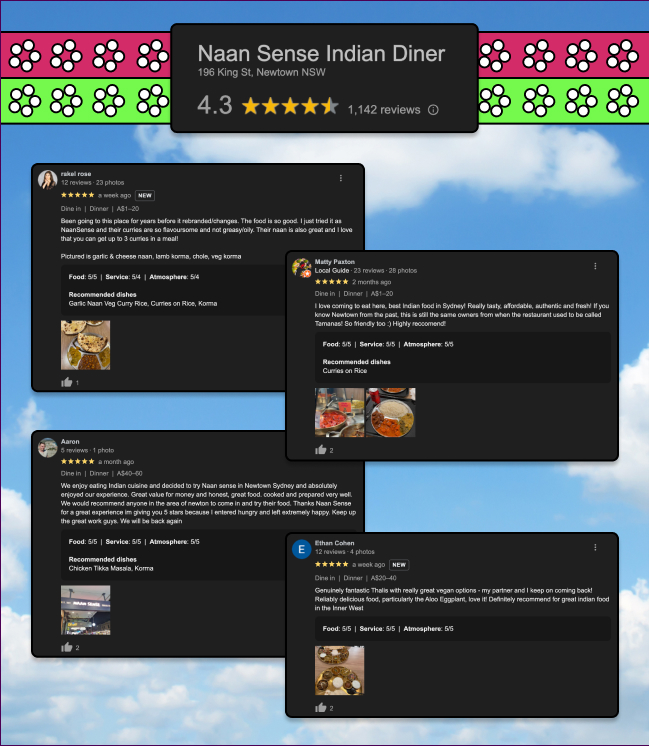 Naan Sense Indian Diner
196 King St, Newtown NSW
4.3 1,142 reviews
rakel rose
12 reviews · 23 photos
a week ago NEW
Dine in | Dinner | A$1–20
Been going to this place for years before it rebranded/changes. The food is so good. I just tried it as
NaanSense and their curries are so flavoursome and not greasy/oily. Their naan is also great and I love
that you can get up to 3 curries in a meal!
Pictured is garlic & cheese naan, lamb korma, chole, veg korma
Food: 5/5 | Service: 5/4 | Atmosphere: 5/4
Recommended dishes
Garlic Naan Veg Curry Rice, Curries on Rice, Korma
1
Matty Paxton
Local Guide · 23 reviews · 28 photos
2 months ago
Dine in | Dinner | A$1–20
I love coming to eat here, best Indian food in Sydney! Really tasty, affordable, authentic and fresh! If you
know Newtown from the past, this is still the same owners from when the restaurant used to be called
Tamanas! So friendly too :) Highly reccomend!
Food: 5/5 | Service: 5/5 | Atmosphere: 5/5
Recommended dishes
Curries on Rice
2
Aaron
5 reviews · 1 photo
a month ago
Dine in | Dinner | A$40–60
We enjoy eating Indian cuisine and decided to try Naan sense in Newtown Sydney and absolutely
enjoyed our experience. Great value for money and honest, great food. cooked and prepared very well.
We would recommend anyone in the area of newton to come in and try their food. Thanks Naan Sense
for a great experience im giving you 5 stars because I entered hungry and left extremely happy. Keep up
the great work guys. We will be back again
Food: 5/5 | Service: 5/5 | Atmosphere: 5/5
Recommended dishes
Chicken Tikka Masala, Korma
2
E
Ethan Cohen
12 reviews · 4 photos
a week ago NEW
Dine in | Dinner | A$20–40
Genuinely fantastic Thalis with really great vegan options - my partner and I keep on coming back!
Reliably delicious food, particularly the Aloo Eggplant, love it! Definitely recommend for great indian food
in the Inner West
Food: 5/5 | Service: 5/5 | Atmosphere: 5/5
2